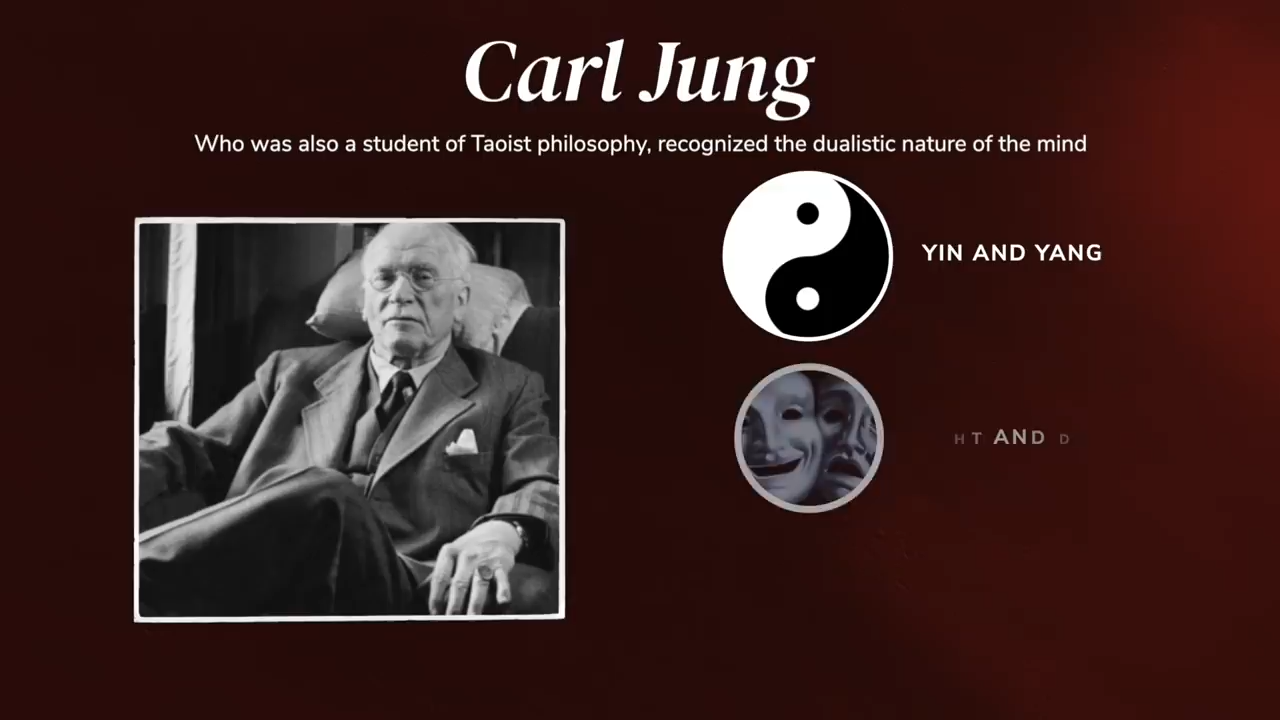 Carl Jung
Who was also a student of Taoist philosophy, recognized the dualistic nature of the mind
YIN AND YANG
HT AND D